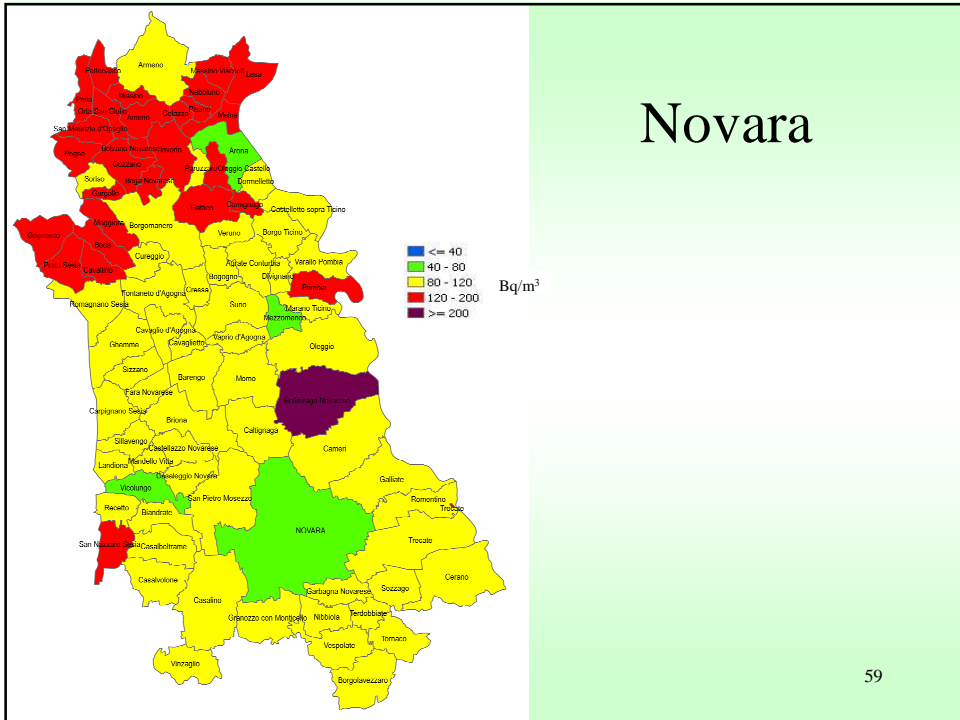 Novara
Armeno
Pettenasco
Massino Visconti
Lesa
Nebbiuno
Miasino
Pella
Pisano
Orta San Giulio
Ameno
Colazza
Meina
San Maurizio d'Opaglio
Bolzano Novarese
Invorio
Arona
Pogno
Gozzano
Paruzzaro
Oleggio Castello
Soriso
Briga Novarese
Dormelletto
Gargallo
Gattico
Comignago
Castelletto sopra Ticino
Maggiora
Borgomanero
Veruno
Borgo Ticino
Grignasco
Boca
Cureggio
Prato Sesia
Cavallirio
Agrate Conturbia
Varallo Pombia
Bogogno
Divignano
Pombia
Romagnano Sesia
Fontaneto d'Agogna
Cressa
Suno
Marano Ticino
Mezzomerico
Cavaglio d'Agogna
Ghemme
Cavaglietto
Vaprio d'Agogna
Oleggio
Sizzano
Barengo
Momo
Fara Novarese
Bellinzago Novarese
Carpignano Sesia
Briona
Caltignaga
Sillavengo
Castellazzo Novarese
Cameri
Landiona
Mandello Vitta
Casaleggio Novara
Galliate
Vicolungo
San Pietro Mosezzo
Romentino
Recetto
Biandrate
Trecate
NOVARA
San Nazzaro Sesia
Casalbeltrame
Trecate
Casalvolone
Cerano
Sozzago
Garbagna Novarese
Casalino
Granozzo con Monticello
Nibbiola
Terdobbiate
Tornaco
Vespolate
Vinzaglio
Borgolavezzaro
<= 40
40 - 80
80 - 120
120 - 200
>= 200
Bq/m³
59